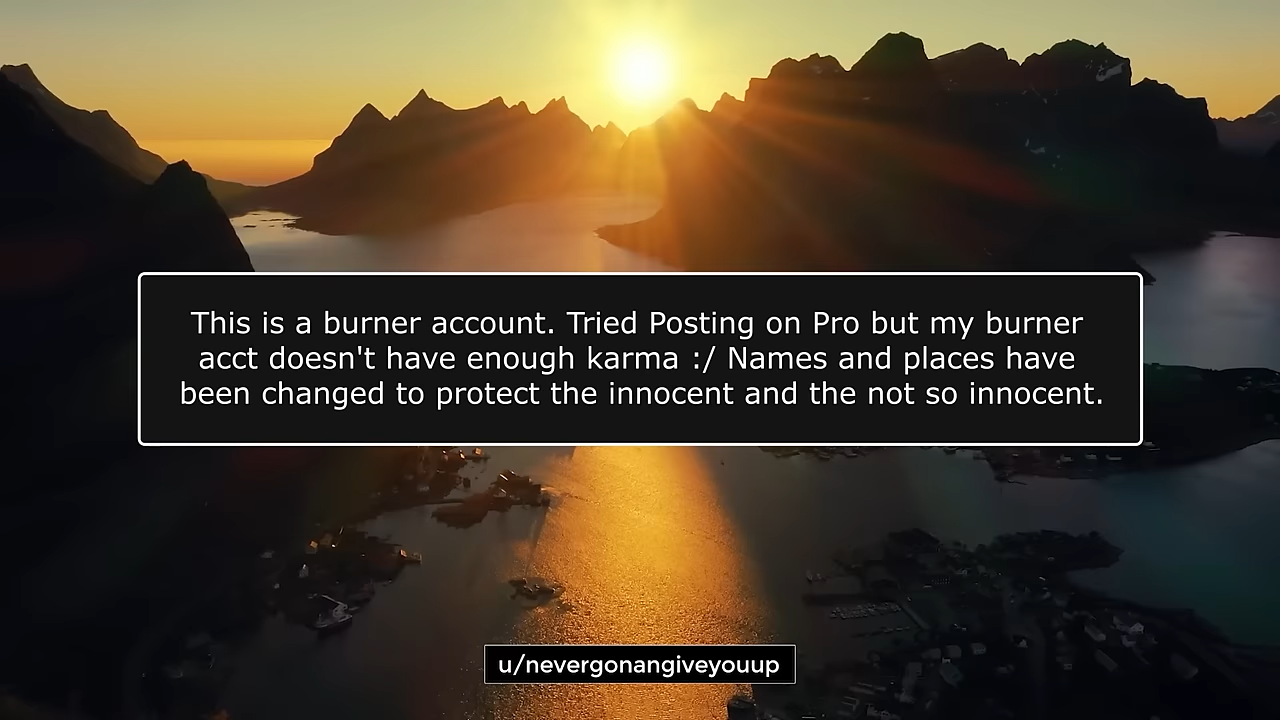 This is a burner account. Tried Posting on Pro but my burner
acct doesn't have enough karma :/ Names and places have
been changed to protect the innocent and the not so innocent.
u/nevergonangiveyouup